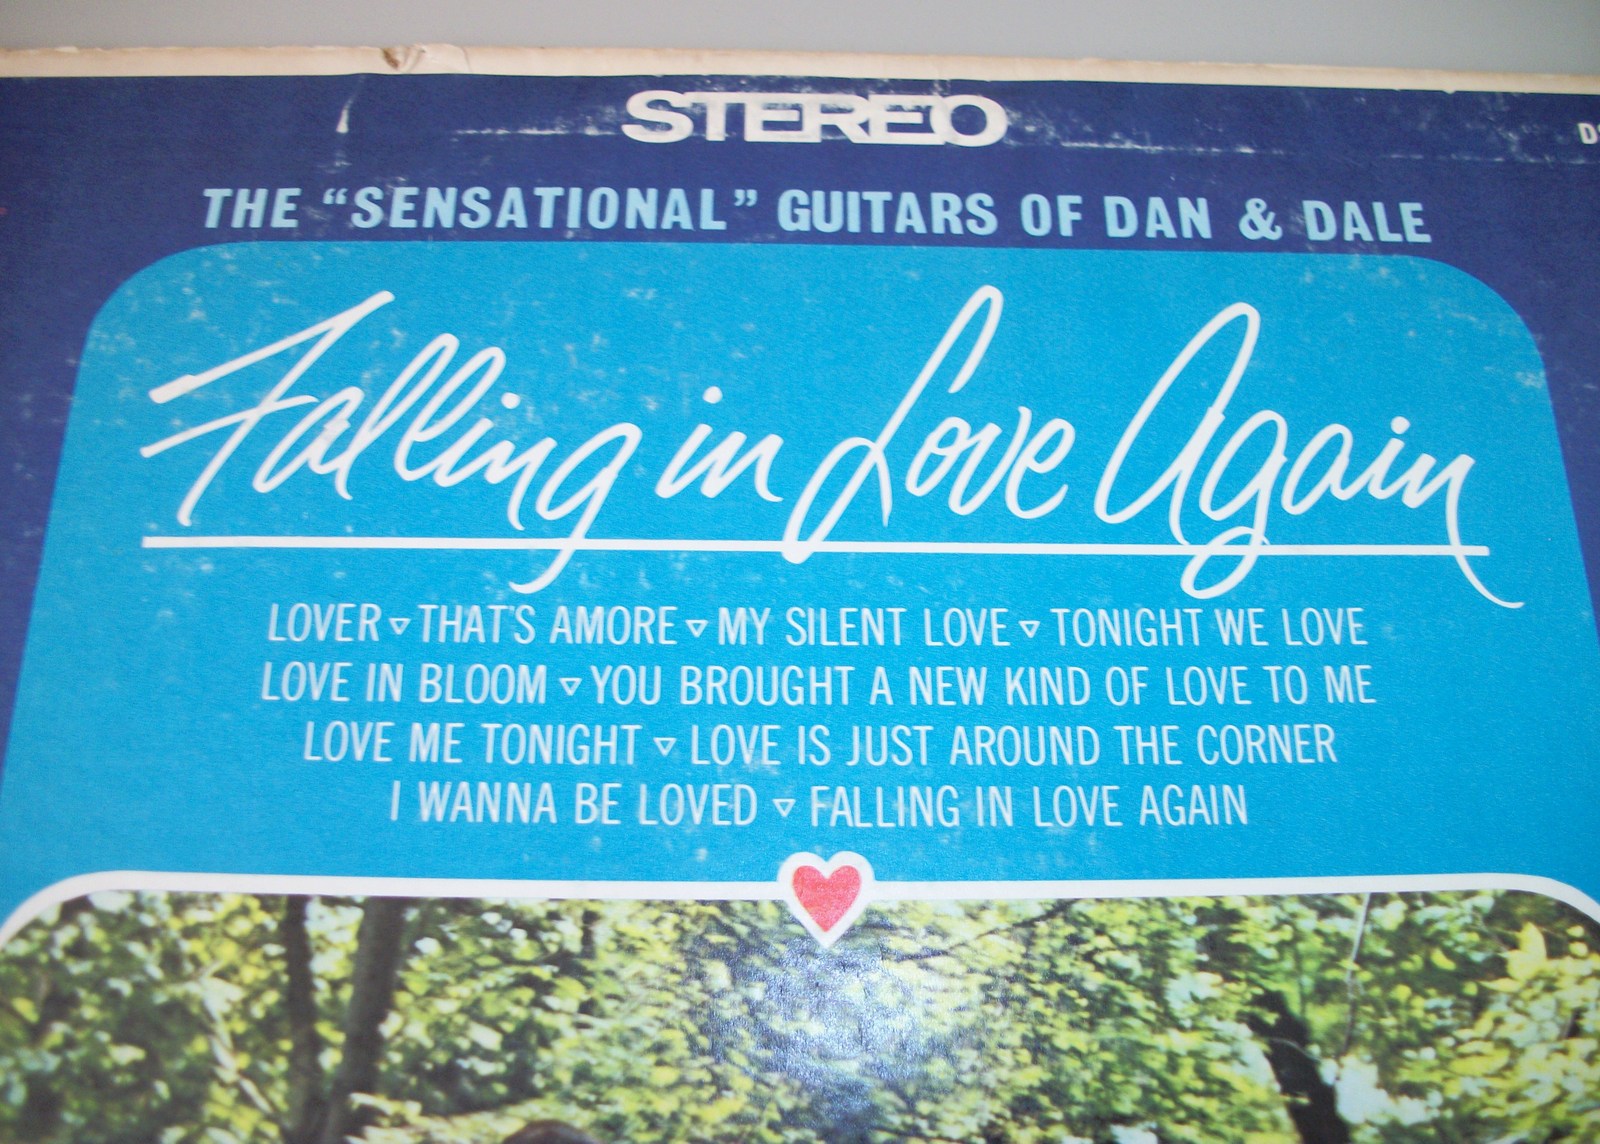 STEREO
THE “SENSATIONAL” GUITARS OF DAN & DALE
Falling in Love Again
LOVER ▿ THAT'S AMORE ▿ MY SILENT LOVE ▿ TONIGHT WE LOVE
LOVE IN BLOOM ▿ YOU BROUGHT A NEW KIND OF LOVE TO ME
LOVE ME TONIGHT ▿ LOVE IS JUST AROUND THE CORNER
I WANNA BE LOVED ▿ FALLING IN LOVE AGAIN